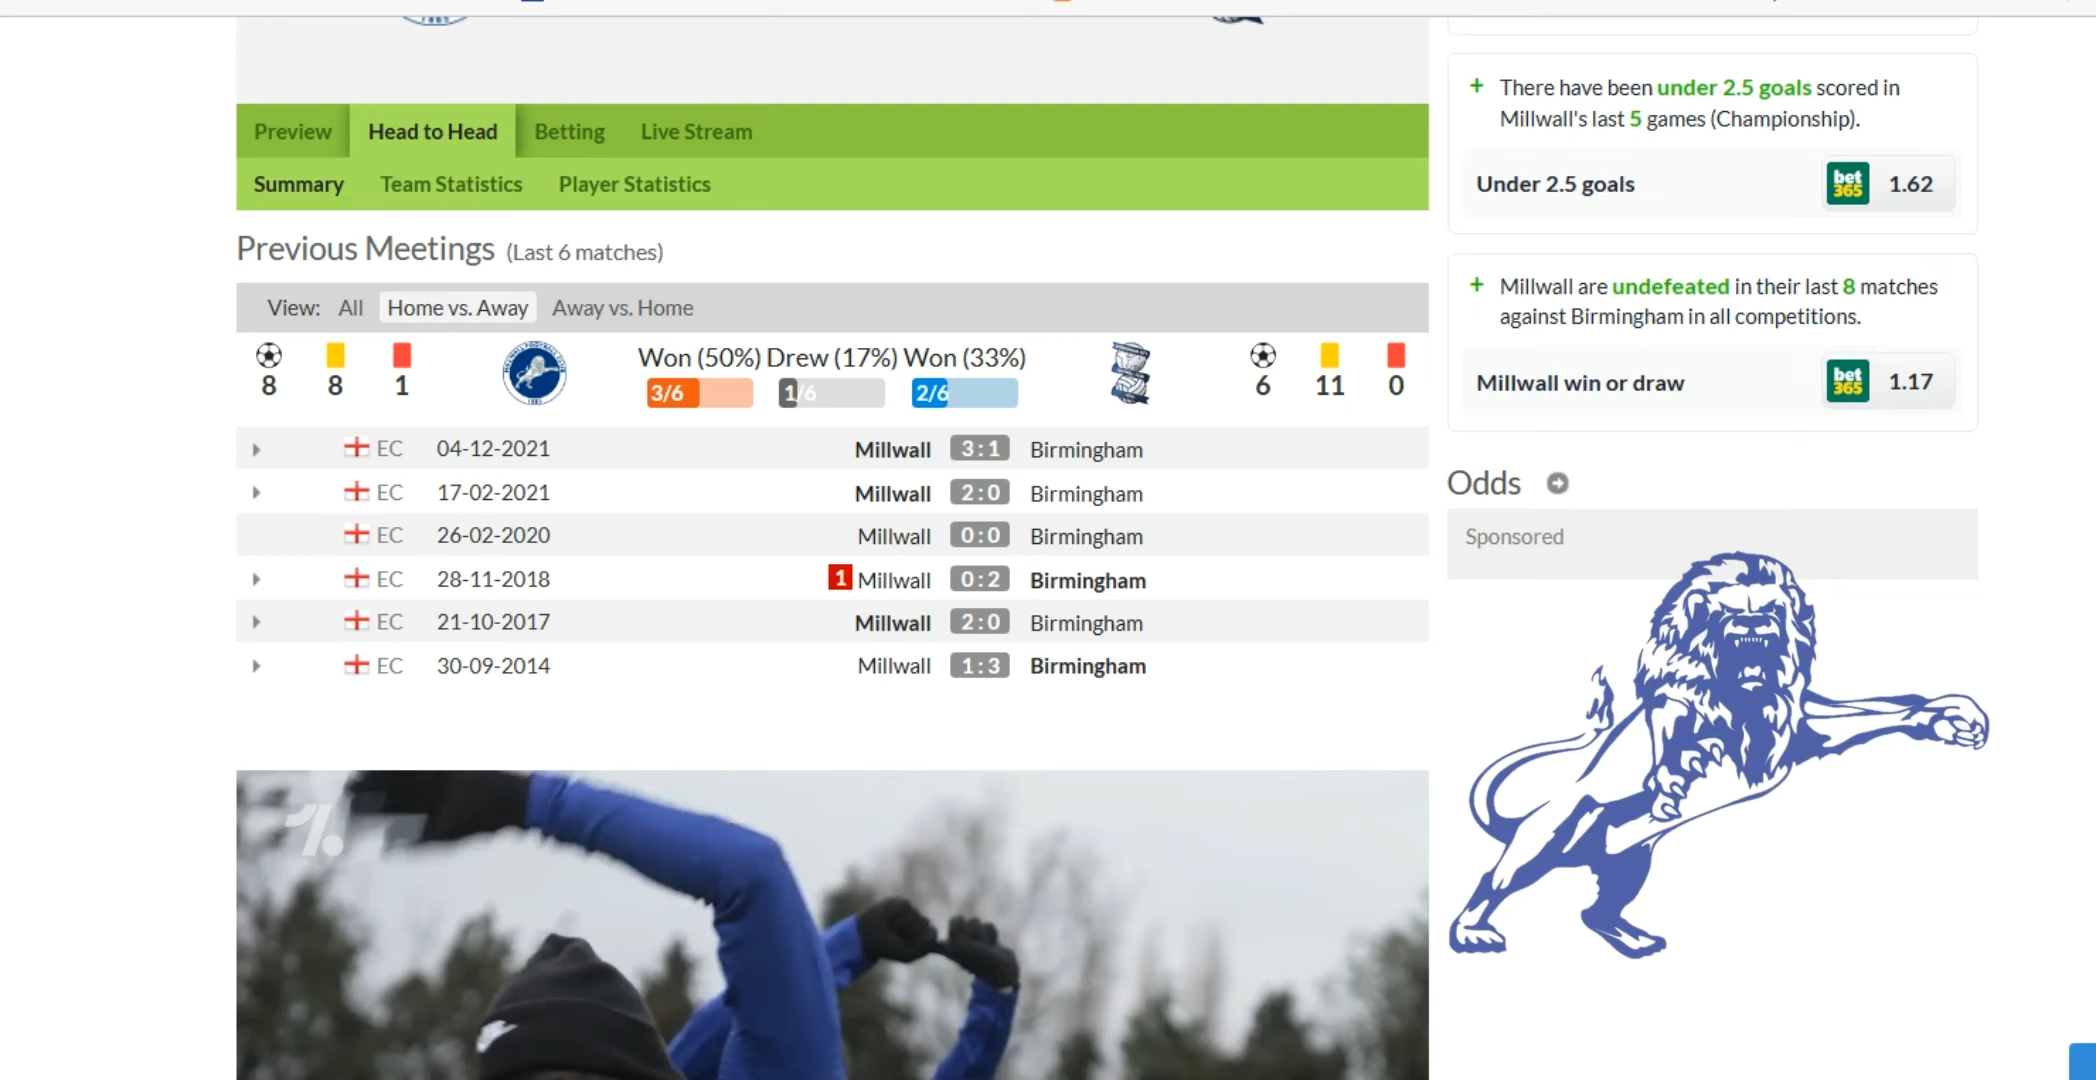 Preview Head to Head Betting Live Stream
Summary Team Statistics Player Statistics
Previous Meetings (Last 6 matches)
View: All Home vs. Away Away vs. Home
8 8 1 Won (50%) Drew (17%) Won (33%) 6 11 0
3/6 1/6 2/6
EC 04-12-2021 Millwall 3:1 Birmingham
EC 17-02-2021 Millwall 2:0 Birmingham
EC 26-02-2020 Millwall 0:0 Birmingham
EC 28-11-2018 1 Millwall 0:2 Birmingham
EC 21-10-2017 Millwall 2:0 Birmingham
EC 30-09-2014 Millwall 1:3 Birmingham
+ There have been under 2.5 goals scored in
Millwall's last 5 games (Championship).
Under 2.5 goals bet365 1.62
+ Millwall are undefeated in their last 8 matches
against Birmingham in all competitions.
Millwall win or draw bet365 1.17
Odds
Sponsored